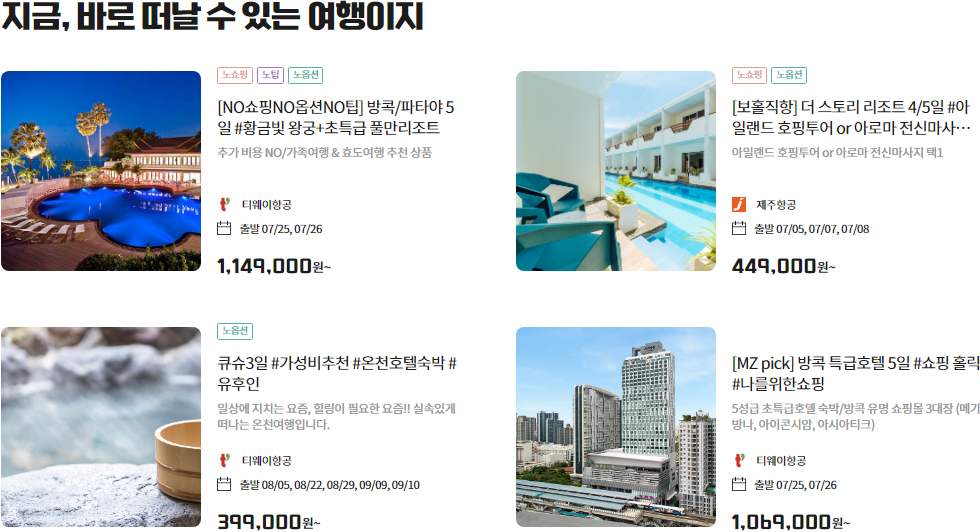 지금, 바로 떠날 수 있는 여행이지
노쇼핑 노팁 노옵션
[NO쇼핑NO옵션NO팁] 방콕/파타야 5
일 #황금빛 왕궁+초특급 풀만리조트
추가 비용 NO/가족여행 & 효도여행 추천 상품
티웨이항공
출발 07/25, 07/26
1,149,000원~
노쇼핑 노옵션
[보홀직항] 더 스토리 리조트 4/5일 #아
일랜드 호핑투어 or 아로마 전신마사…
아일랜드 호핑투어 or 아로마 전신마사지 택1
제주항공
출발 07/05, 07/07, 07/08
449,000원~
노옵션
큐슈3일 #가성비추천 #온천호텔숙박 #
유후인
일상에 지치는 요즘, 힐링이 필요한 요즘!! 실속있게
떠나는 온천여행입니다.
티웨이항공
출발 08/05, 08/22, 08/29, 09/09, 09/10
399,000원~
[MZ pick] 방콕 특급호텔 5일 #쇼핑 홀릭
#나를위한쇼핑
5성급 초특급호텔 숙박/방콕 유명 쇼핑몰 3대장 (메가
방나, 아이콘시암, 아시아티크)
티웨이항공
출발 07/25, 07/26
1,069,000원~